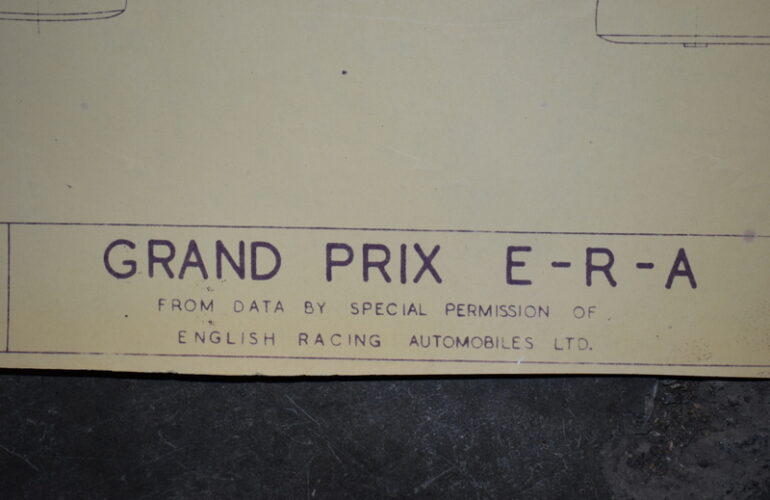 GRAND PRIX E-R-A
FROM DATA BY SPECIAL PERMISSION OF
ENGLISH RACING AUTOMOBILES LTD.